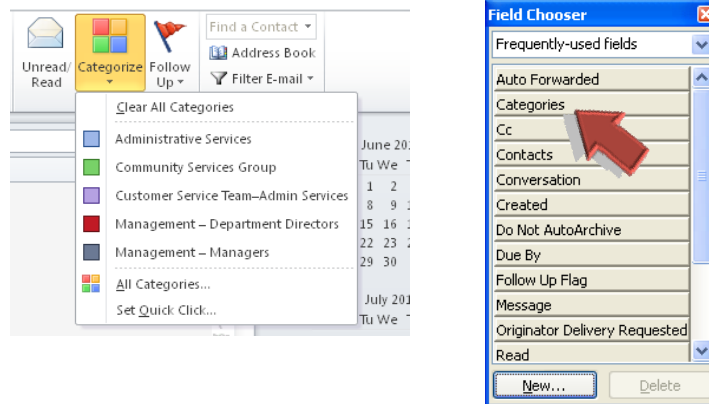 Unread/ Read
Categorize
Follow Up
Find a Contact
Address Book
Filter E-mail
Clear All Categories
Administrative Services
Community Services Group
Customer Service Team–Admin Services
Management – Department Directors
Management – Managers
All Categories...
Set Quick Click...
June 20
Tu We
1 2
8 9
15 16
22 23
29 30
July 201
Tu We
Field Chooser
Frequently-used fields
Auto Forwarded
Categories
Cc
Contacts
Conversation
Created
Do Not AutoArchive
Due By
Follow Up Flag
Message
Originator Delivery Requested
Read
New...
Delete